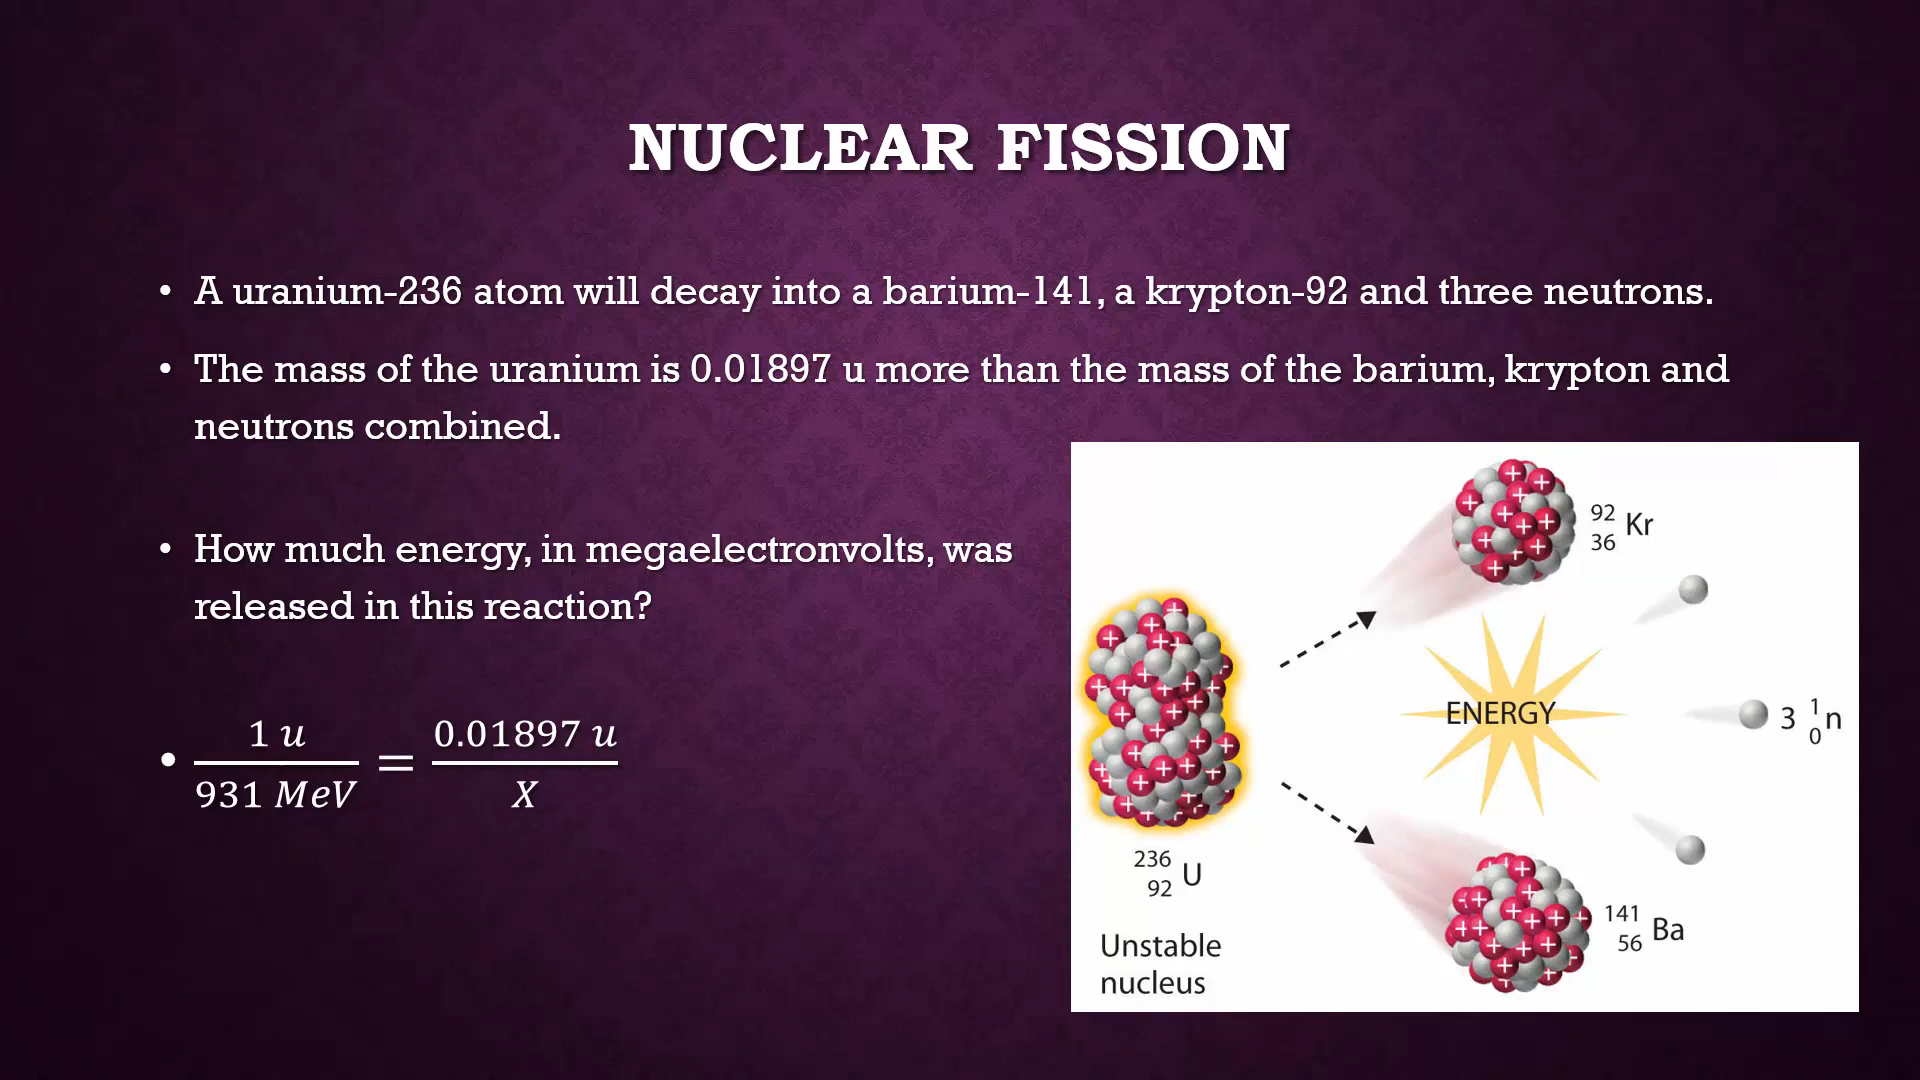 NUCLEAR FISSION
• A uranium-236 atom will decay into a barium-141, a krypton-92 and three neutrons.
• The mass of the uranium is 0.01897 u more than the mass of the barium, krypton and
neutrons combined.
• How much energy, in megaelectronvolts, was
released in this reaction?
• 1 u / 931 MeV = 0.01897 u / X
92 36 Kr
ENERGY
3 1 0 n
236 92 U
141 56 Ba
Unstable
nucleus